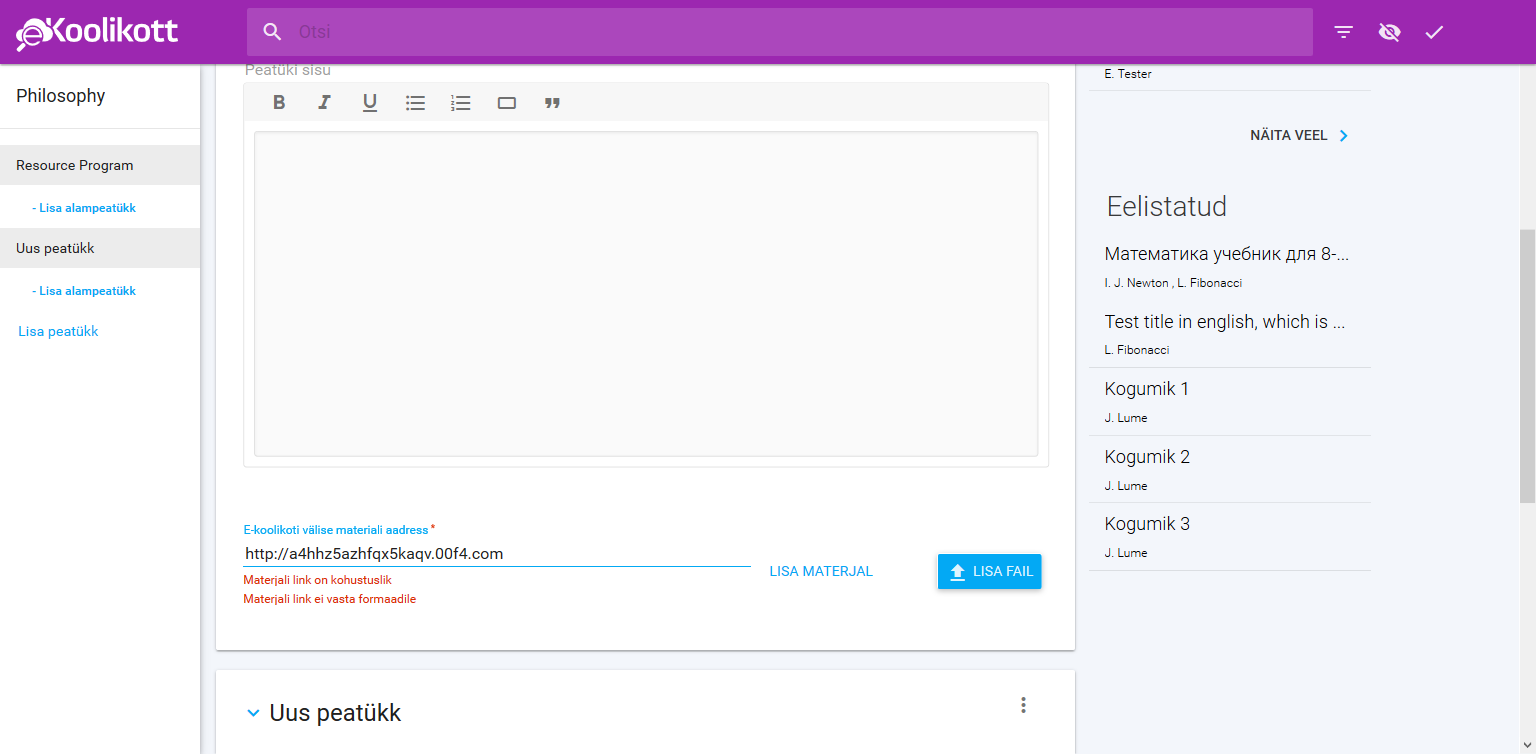 eKoolikott
Otsi
Philosophy
Resource Program
- Lisa alampeatükk
Uus peatükk
- Lisa alampeatükk
Lisa peatükk
Peatüki sisu
B I U
E-koolikoti välise materiali aadress *
http://a4hhz5azhfqx5kaqv.00f4.com
Materjali link on kohustuslik
Materjali link ei vasta formaadile
LISA MATERJAL
LISA FAIL
Uus peatükk
E. Tester
NÄITA VEEL
Eelistatud
Математика учебник для 8-...
I. J. Newton , L. Fibonacci
Test title in english, which is ...
L. Fibonacci
Kogumik 1
J. Lume
Kogumik 2
J. Lume
Kogumik 3
J. Lume